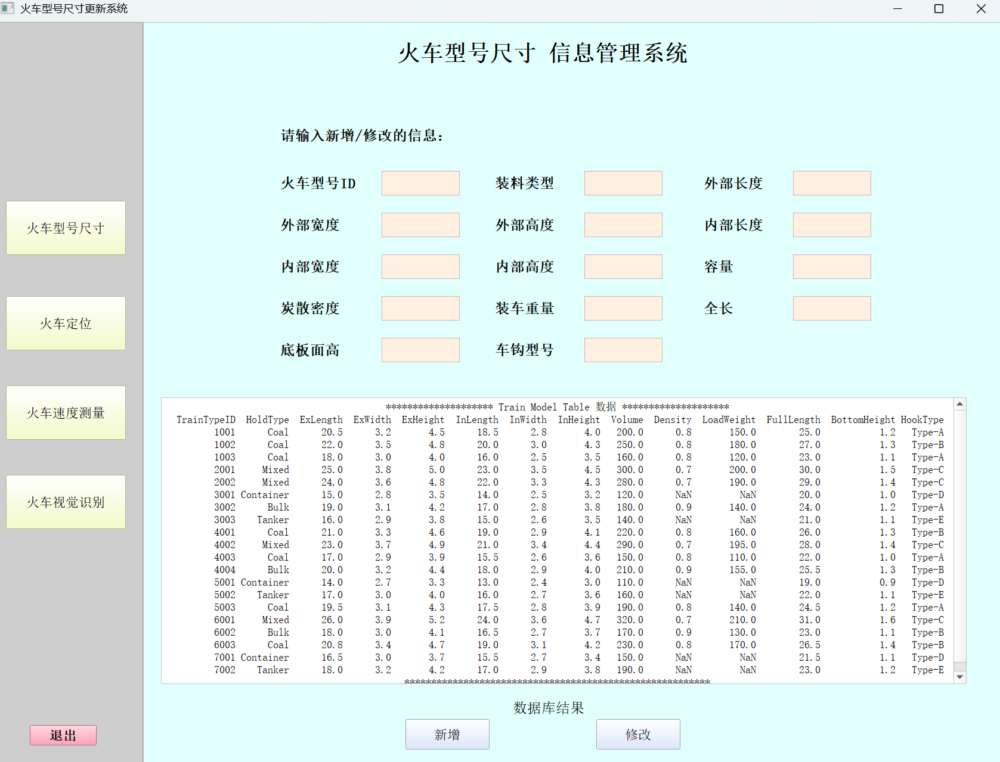 火车型号尺寸更新系统
火车型号尺寸 信息管理系统
请输入新增/修改的信息：
火车型号ID 装料类型 外部长度
外部宽度 外部高度 内部长度
内部宽度 内部高度 容量
炭散密度 装车重量 全长
底板面高 车钩型号
火车型号尺寸
火车定位
火车速度测量
火车视觉识别
退出
******************** Train Model Table 数据 ********************
TrainTypeID HoldType ExLength ExWidth ExHeight InLength InWidth InHeight Volume Density LoadWeight FullLength BottomHeight HookType
1001 Coal 20.5 3.2 4.5 18.5 2.8 4.0 200.0 0.8 150.0 25.0 1.2 Type-A
1002 Coal 22.0 3.5 4.8 20.0 3.0 4.3 250.0 0.8 180.0 27.0 1.3 Type-B
1003 Coal 18.0 3.0 4.0 16.0 2.5 3.5 160.0 0.8 120.0 23.0 1.1 Type-A
2001 Mixed 25.0 3.8 5.0 23.0 3.5 4.5 300.0 0.7 200.0 30.0 1.5 Type-C
2002 Mixed 24.0 3.6 4.8 22.0 3.3 4.3 280.0 0.7 190.0 29.0 1.4 Type-C
3001 Container 15.0 2.8 3.5 14.0 2.5 3.2 120.0 NaN NaN 20.0 1.0 Type-D
3002 Bulk 19.0 3.1 4.2 17.0 2.8 3.8 180.0 0.9 140.0 24.0 1.2 Type-A
3003 Tanker 16.0 2.9 3.8 15.0 2.6 3.5 140.0 NaN NaN 21.0 1.1 Type-E
4001 Coal 21.0 3.3 4.6 19.0 2.9 4.1 220.0 0.8 160.0 26.0 1.3 Type-B
4002 Mixed 23.0 3.7 4.9 21.0 3.4 4.4 290.0 0.7 195.0 28.0 1.4 Type-C
4003 Coal 17.0 2.9 3.9 15.5 2.6 3.6 150.0 0.8 110.0 22.0 1.0 Type-A
4004 Bulk 20.0 3.2 4.4 18.0 2.9 4.0 210.0 0.9 155.0 25.5 1.3 Type-B
5001 Container 14.0 2.7 3.3 13.0 2.4 3.0 110.0 NaN NaN 19.0 0.9 Type-D
5002 Tanker 17.0 3.0 4.0 16.0 2.7 3.6 160.0 NaN NaN 22.0 1.1 Type-E
5003 Coal 19.5 3.1 4.3 17.5 2.8 3.9 190.0 0.8 140.0 24.5 1.2 Type-A
6001 Mixed 26.0 3.9 5.2 24.0 3.6 4.7 320.0 0.7 210.0 31.0 1.6 Type-C
6002 Bulk 18.0 3.0 4.1 16.5 2.7 3.7 170.0 0.9 130.0 23.0 1.1 Type-B
6003 Coal 20.8 3.4 4.7 19.0 3.1 4.2 230.0 0.8 170.0 26.5 1.4 Type-B
7001 Container 16.5 3.0 3.7 15.5 2.7 3.4 150.0 NaN NaN 21.5 1.1 Type-D
7002 Tanker 18.0 3.2 4.2 17.0 2.9 3.8 190.0 NaN NaN 23.0 1.2 Type-E
*********************************************************
数据库结果
新增 修改